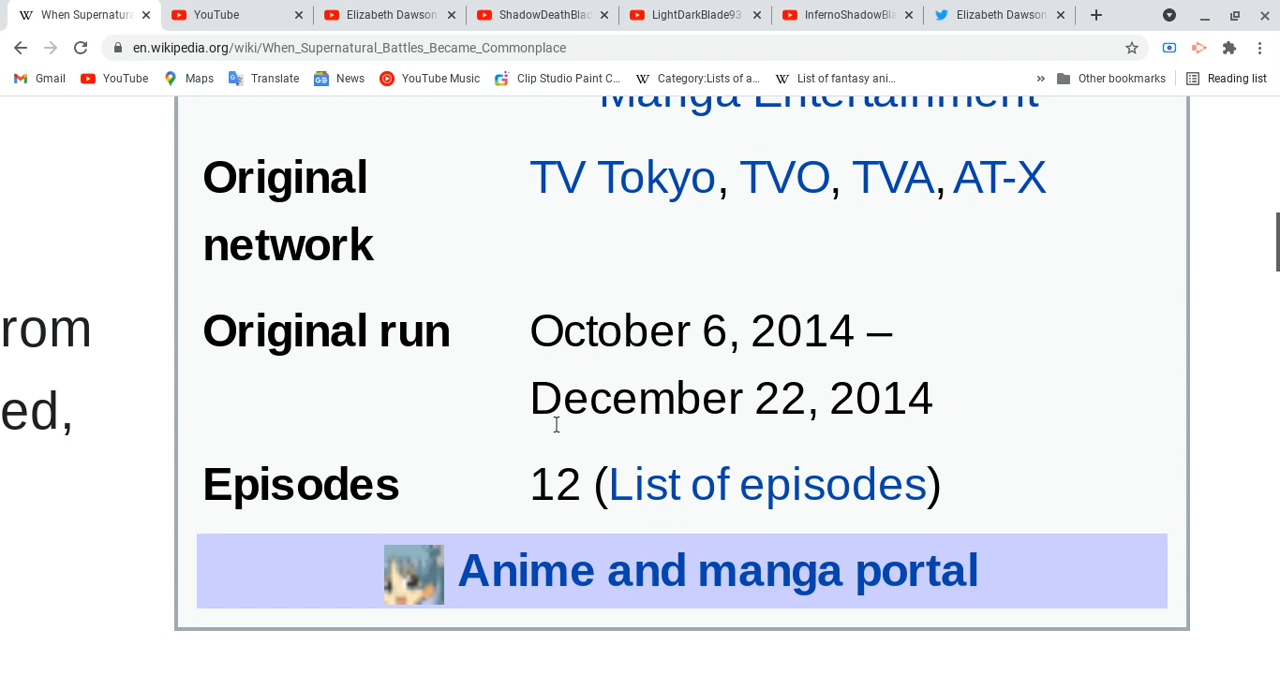 When Supernatura
YouTube
Elizabeth Dawson
ShadowDeathBlad
LightDarkBlade93
InfernoShadowBla
Elizabeth Dawson
en.wikipedia.org/wiki/When_Supernatural_Battles_Became_Commonplace
Gmail
YouTube
Maps
Translate
News
YouTube Music
Clip Studio Paint C...
Category:Lists of a...
List of fantasy ani...
»
Other bookmarks
Reading list
Manga Entertainment
Original network
TV Tokyo, TVO, TVA, AT-X
rom
Original run
October 6, 2014 –
December 22, 2014
ed,
Episodes
12 (List of episodes)
Anime and manga portal